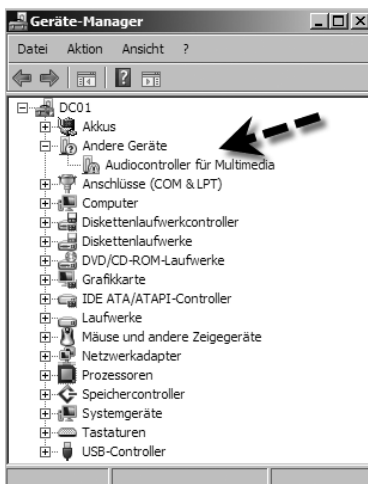 Geräte-Manager
Datei Aktion Ansicht ?
DC01
Akkus
Andere Geräte
Audiocontroller für Multimedia
Anschlüsse (COM & LPT)
Computer
Diskettenlaufwerkcontroller
Diskettenlaufwerke
DVD/CD-ROM-Laufwerke
Grafikkarte
IDE ATA/ATAPI-Controller
Laufwerke
Mäuse und andere Zeigegeräte
Netzwerkadapter
Prozessoren
Speichercontroller
Systemgeräte
Tastaturen
USB-Controller